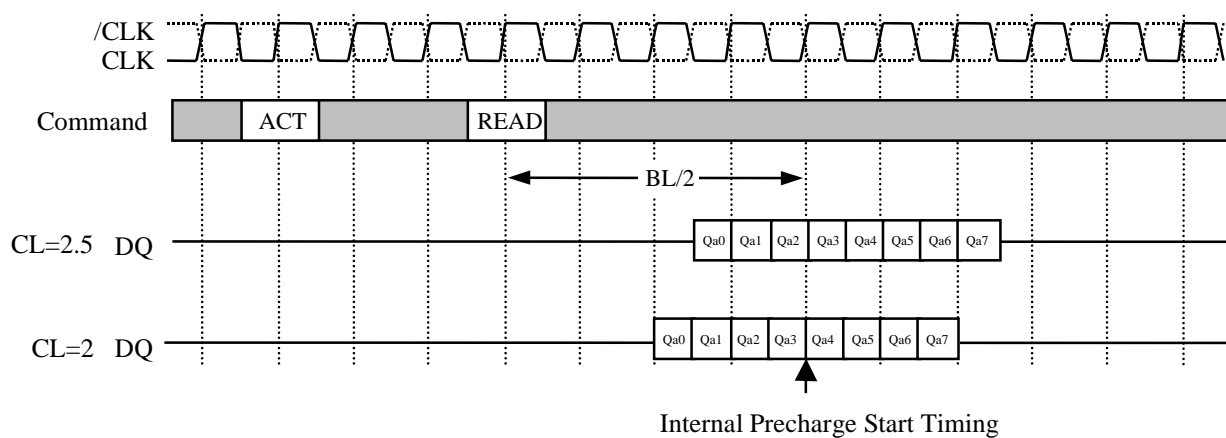 /CLK
CLK
Command ACT READ
BL/2
CL=2.5 DQ Qa0 Qa1 Qa2 Qa3 Qa4 Qa5 Qa6 Qa7
CL=2 DQ Qa0 Qa1 Qa2 Qa3 Qa4 Qa5 Qa6 Qa7
Internal Precharge Start Timing